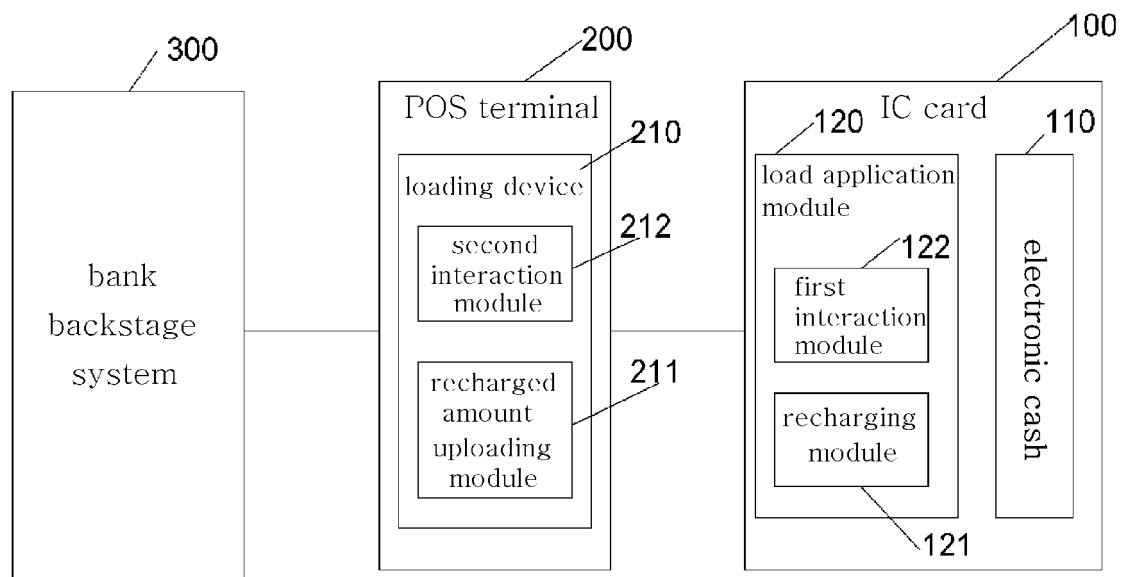 300
bank
backstage
system
200
POS terminal
210
loading device
212
second
interaction
module
211
recharged
amount
uploading
module
100
IC card
120
110
load application
module
122
first
interaction
module
recharging
module
121
electronic cash